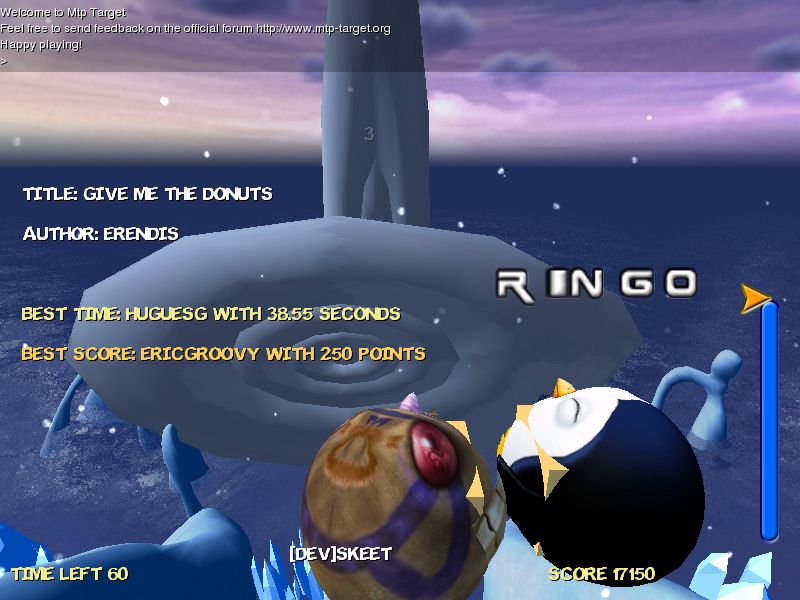 Welcome to Mtp Target
Feel free to send feedback on the official forum http://www.mtp-target.org
Happy playing!
>
3
TITLE: GIVE ME THE DONUTS
AUTHOR: ERENDIS
RINGO
BEST TIME: HUGUESG WITH 38.55 SECONDS
BEST SCORE: ERICGROOVY WITH 250 POINTS
[DEV]SKEET
TIME LEFT 60
SCORE 17150